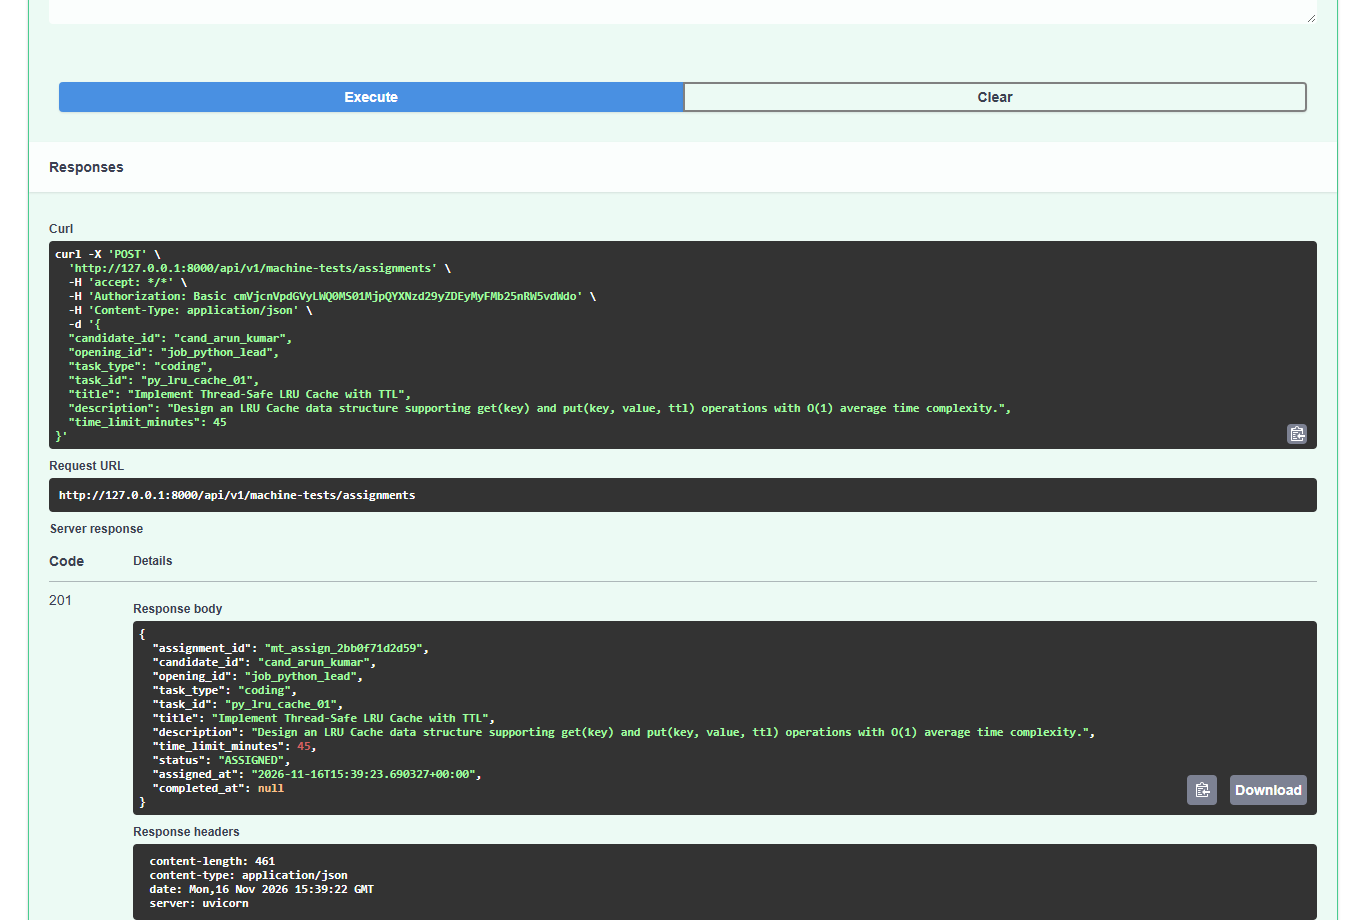 Execute
Clear
Responses
Curl
curl -X 'POST' \
'http://127.0.0.1:8000/api/v1/machine-tests/assignments' \
-H 'accept: */*' \
-H 'Authorization: Basic cmVjcnVpdGVyLWQ0MS01MjpQYXNzd29yZDEyMyFMb25nRW5vdWdo' \
-H 'Content-Type: application/json' \
-d '{
"candidate_id": "cand_arun_kumar",
"opening_id": "job_python_lead",
"task_type": "coding",
"task_id": "py_lru_cache_01",
"title": "Implement Thread-Safe LRU Cache with TTL",
"description": "Design an LRU Cache data structure supporting get(key) and put(key, value, ttl) operations with O(1) average time complexity.",
"time_limit_minutes": 45
}'
Request URL
http://127.0.0.1:8000/api/v1/machine-tests/assignments
Server response
Code Details
201
Response body
{
"assignment_id": "mt_assign_2bb0f71d2d59",
"candidate_id": "cand_arun_kumar",
"opening_id": "job_python_lead",
"task_type": "coding",
"task_id": "py_lru_cache_01",
"title": "Implement Thread-Safe LRU Cache with TTL",
"description": "Design an LRU Cache data structure supporting get(key) and put(key, value, ttl) operations with O(1) average time complexity.",
"time_limit_minutes": 45,
"status": "ASSIGNED",
"assigned_at": "2026-11-16T15:39:23.690327+00:00",
"completed_at": null
}
Download
Response headers
content-length: 461
content-type: application/json
date: Mon,16 Nov 2026 15:39:22 GMT
server: uvicorn